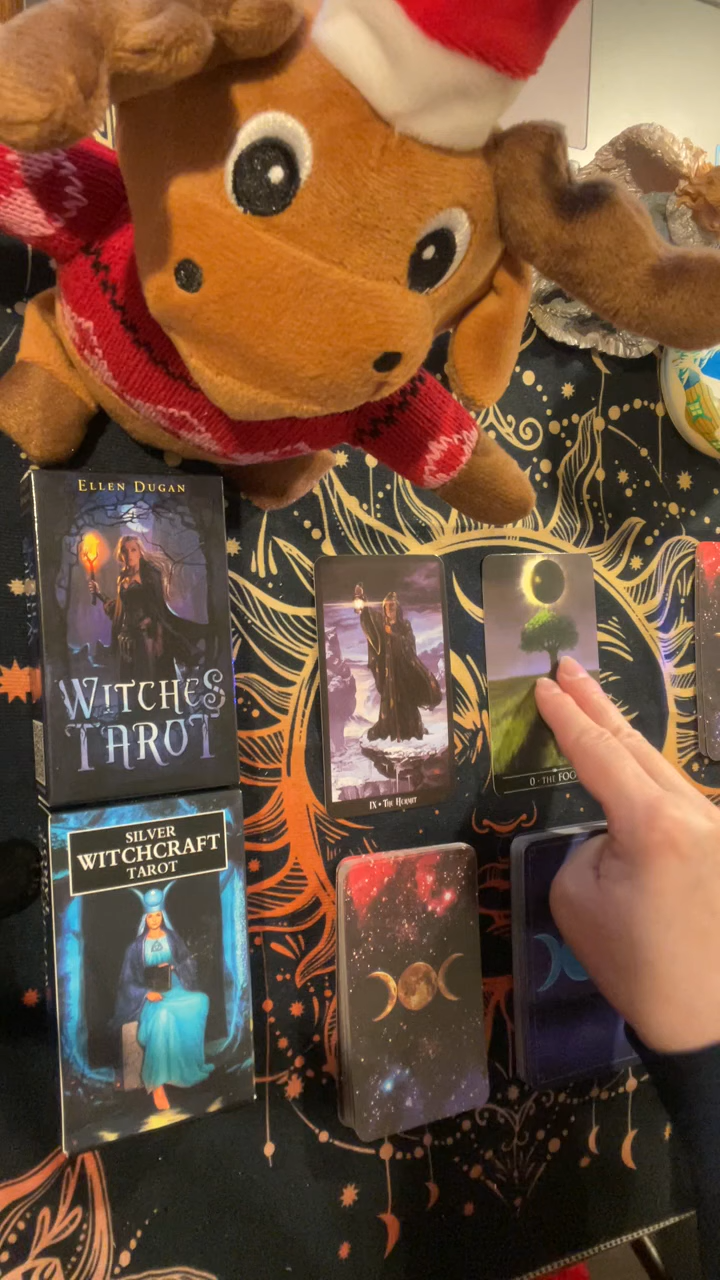 ELLEN DUGAN
WITCHES
TAROT
SILVER
WITCHCRAFT
TAROT
IX • THE HERMIT
0 - THE FOO